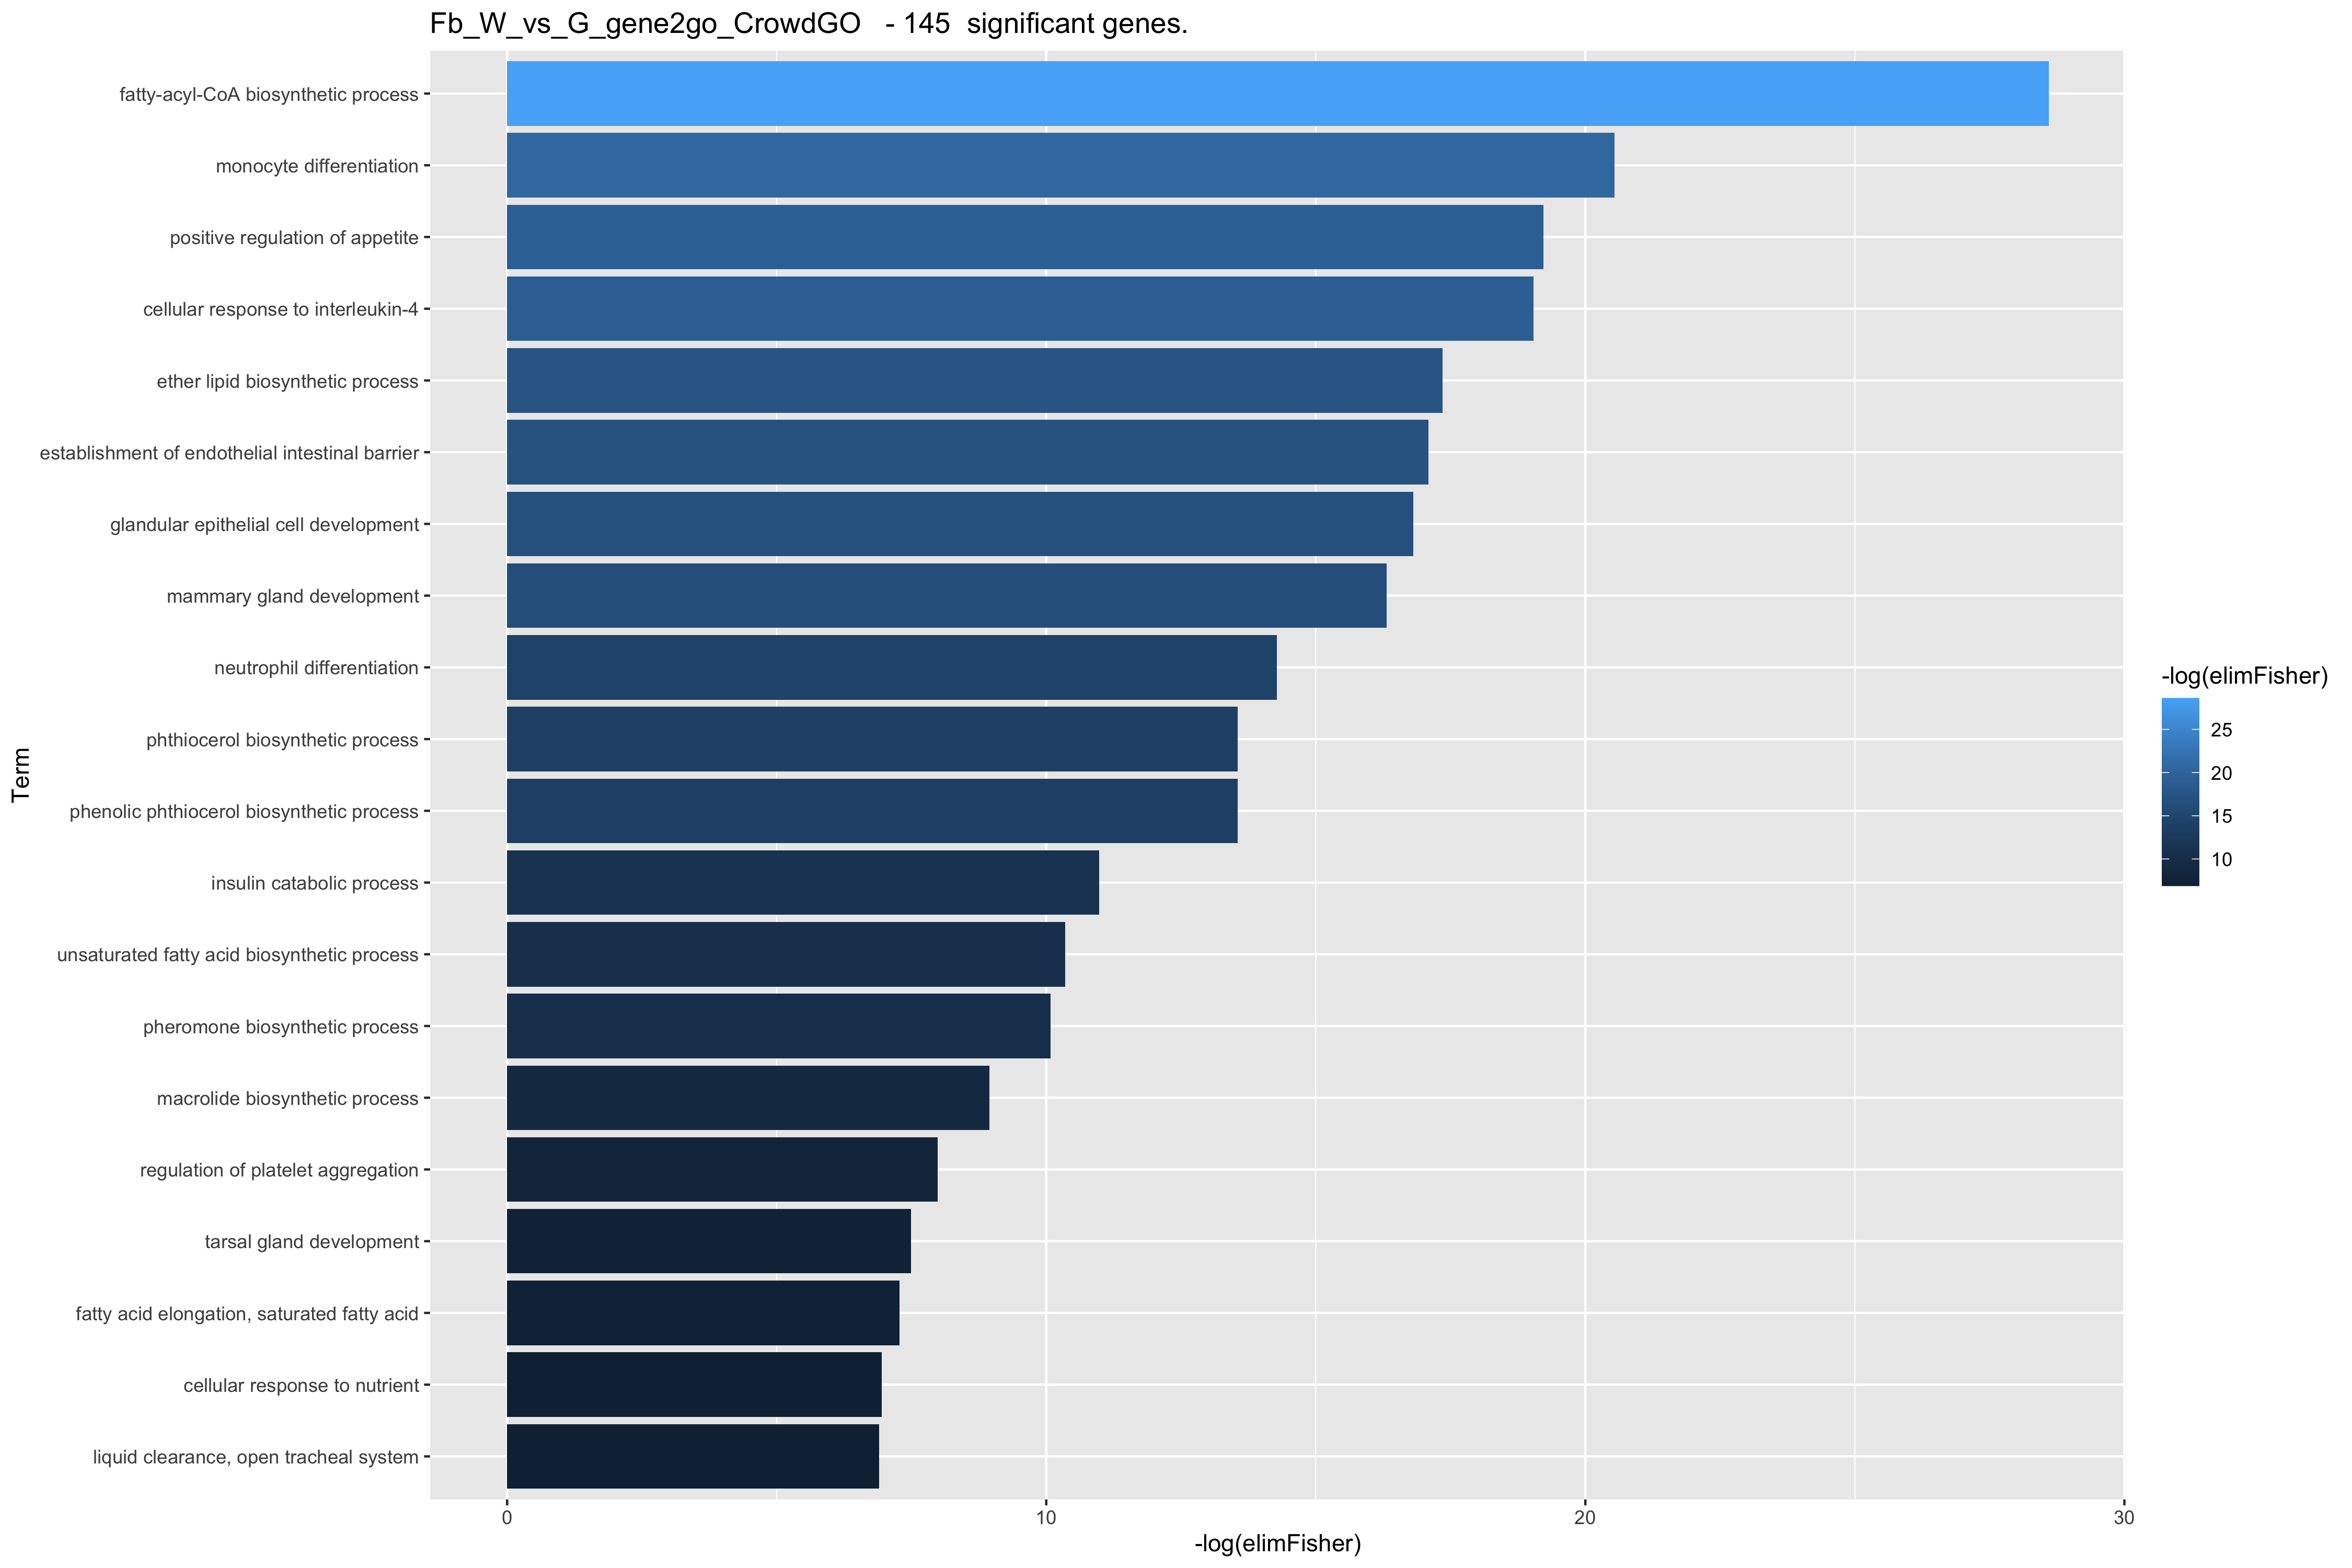 Fb_W_vs_G_gene2go_CrowdGO   - 145  significant genes.
fatty-acyl-CoA biosynthetic process
monocyte differentiation
positive regulation of appetite
cellular response to interleukin-4
ether lipid biosynthetic process
establishment of endothelial intestinal barrier
glandular epithelial cell development
mammary gland development
neutrophil differentiation
phthiocerol biosynthetic process
phenolic phthiocerol biosynthetic process
insulin catabolic process
unsaturated fatty acid biosynthetic process
pheromone biosynthetic process
macrolide biosynthetic process
regulation of platelet aggregation
tarsal gland development
fatty acid elongation, saturated fatty acid
cellular response to nutrient
liquid clearance, open tracheal system
Term
0 10 20 30
-log(elimFisher)
-log(elimFisher)
25
20
15
10